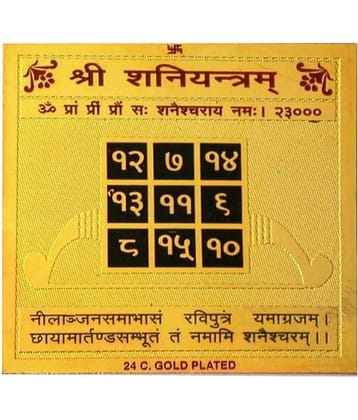 श्री शनियन्त्रम्
ॐ प्रां प्रीं प्रौं सः शनैश्चराय नमः। २३०००
१२ ७ १४
१३ ११ ९
८ १५ १०
नीलाञ्जनसमाभासं रविपुत्रं यमाग्रजम्।
छायामार्तण्डसम्भूतं तं नमामि शनैश्चरम्।।
24 C. GOLD PLATED